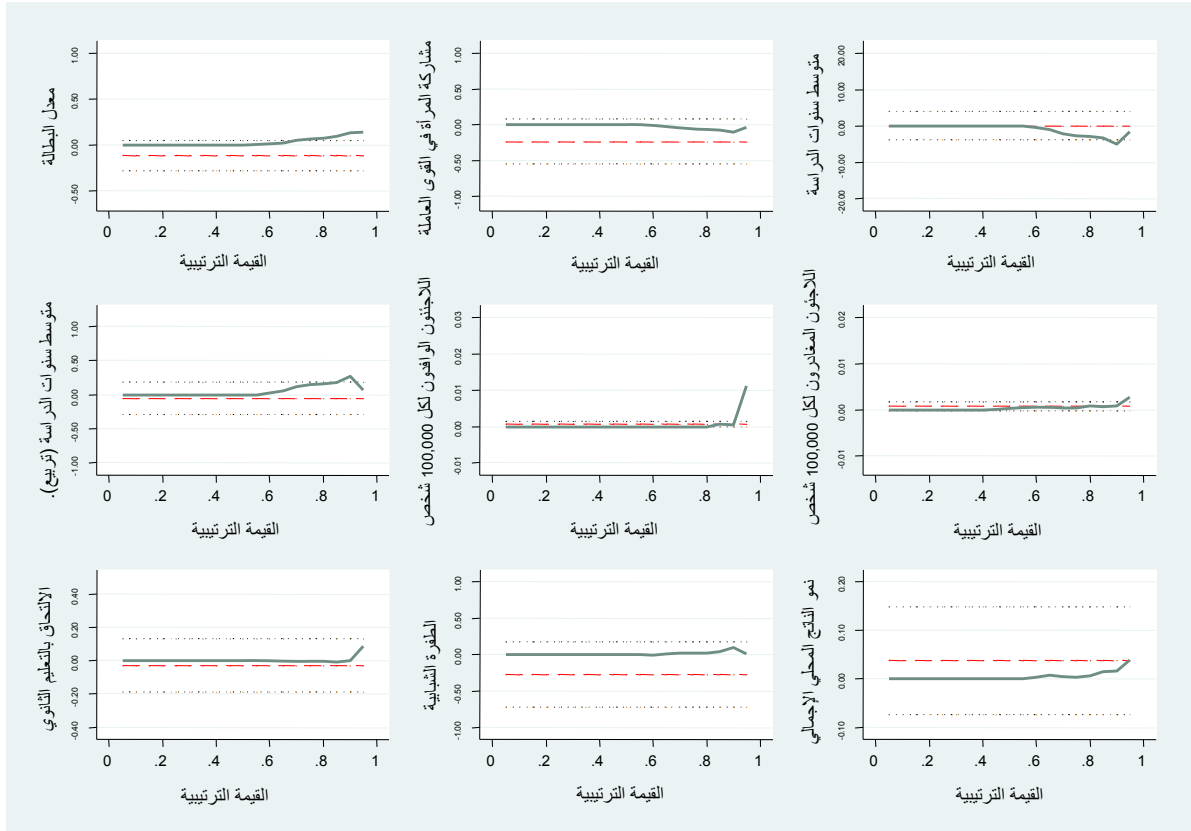 معدل البطالة
1.00
0.50
0.00
-0.50
0 .2 .4 .6 .8 1
القيمة الترتيبية
مشاركة المرأة في القوى العاملة
1.00
0.50
0.00
-0.50
-1.00
0 .2 .4 .6 .8 1
القيمة الترتيبية
متوسط سنوات الدراسة
20.00
10.00
0.00
-10.00
-20.00
0 .2 .4 .6 .8 1
القيمة الترتيبية
متوسط سنوات الدراسة (تربيع).
1.00
0.50
0.00
-0.50
-1.00
0 .2 .4 .6 .8 1
القيمة الترتيبية
اللاجئون الوافدون لكل 100,000 شخص
0.03
0.02
0.01
0.00
-0.01
0 .2 .4 .6 .8 1
القيمة الترتيبية
اللاجئون المغادرون لكل 100,000 شخص
0.02
0.01
0.00
-0.01
0 .2 .4 .6 .8 1
القيمة الترتيبية
الالتحاق بالتعليم الثانوي
0.40
0.20
0.00
-0.20
-0.40
0 .2 .4 .6 .8 1
القيمة الترتيبية
الطفرة الشبابية
1.00
0.50
0.00
-0.50
-1.00
0 .2 .4 .6 .8 1
القيمة الترتيبية
نمو الناتج المحلي الإجمالي
0.20
0.10
0.00
-0.10
0 .2 .4 .6 .8 1
القيمة الترتيبية